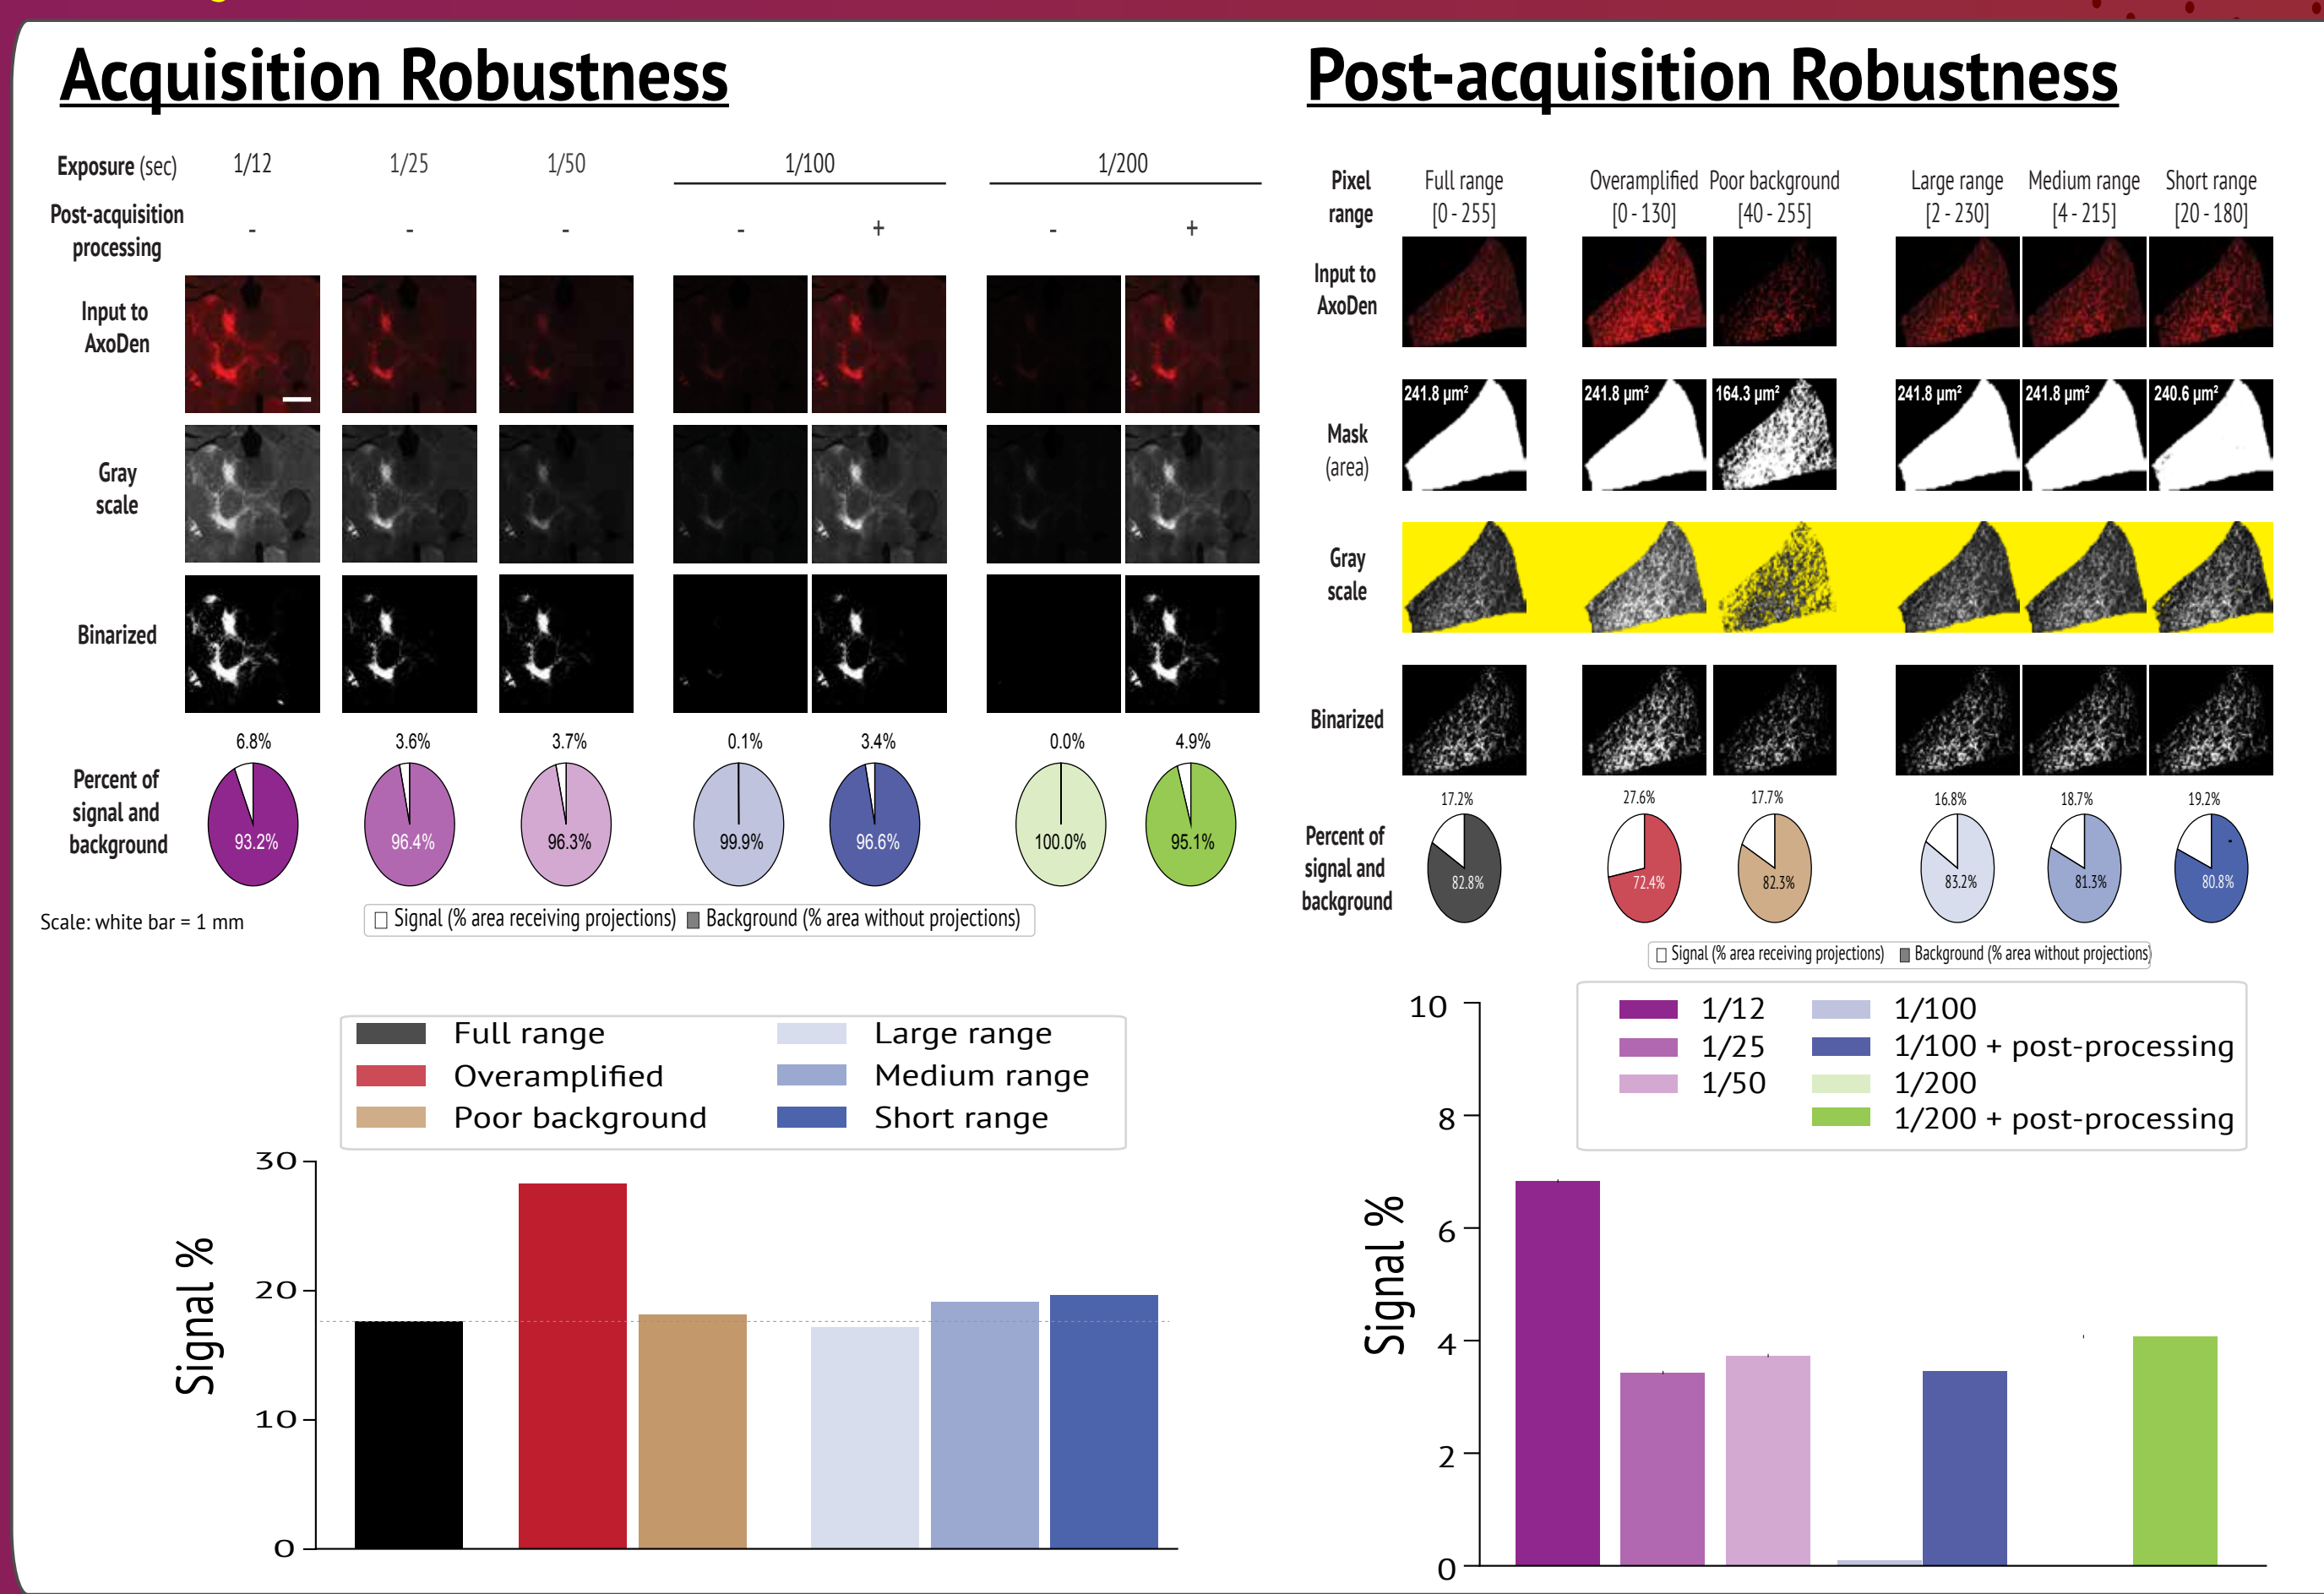 Acquisition Robustness
Exposure (sec) 1/12 1/25 1/50 1/100 1/200
Post-acquisition
processing - - - - + - +
Input to
AxoDen
Gray
scale
Binarized
6.8% 3.6% 3.7% 0.1% 3.4% 0.0% 4.9%
Percent of
signal and
background
93.2% 96.4% 96.3% 99.9% 96.6% 100.0% 95.1%
Scale: white bar = 1 mm
Signal (% area receiving projections) Background (% area without projections)
Full range Large range
Overamplified Medium range
Poor background Short range
Signal %
30
20
10
0
Post-acquisition Robustness
Pixel
range
Full range Overamplified Poor background Large range Medium range Short range
[0 - 255] [0 - 130] [40 - 255] [2 - 230] [4 - 215] [20 - 180]
Input to
AxoDen
241.8 µm² 241.8 µm² 164.3 µm² 241.8 µm² 241.8 µm² 240.6 µm²
Mask
(area)
Gray
scale
Binarized
17.2% 27.6% 17.7% 16.8% 18.7% 19.2%
Percent of
signal and
background
82.8% 72.4% 82.3% 83.2% 81.3% 80.8%
Signal (% area receiving projections) Background (% area without projections)
1/12 1/100
1/25 1/100 + post-processing
1/50 1/200
1/200 + post-processing
Signal %
10
8
6
4
2
0